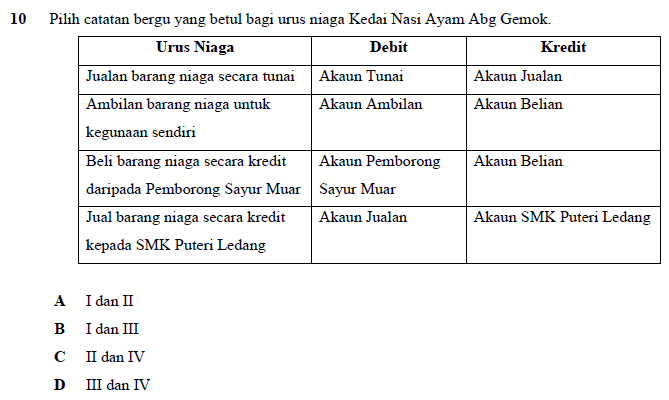 10 Pilih catatan bergu yang betul bagi urus niaga Kedai Nasi Ayam Abg Gemok.
Urus Niaga Debit Kredit
Jualan barang niaga secara tunai Akaun Tunai Akaun Jualan
Ambilan barang niaga untuk Akaun Ambilan Akaun Belian
kegunaan sendiri
Beli barang niaga secara kredit Akaun Pemborong Akaun Belian
daripada Pemborong Sayur Muar Sayur Muar
Jual barang niaga secara kredit Akaun Jualan Akaun SMK Puteri Ledang
kepada SMK Puteri Ledang
A I dan II
B I dan III
C II dan IV
D III dan IV